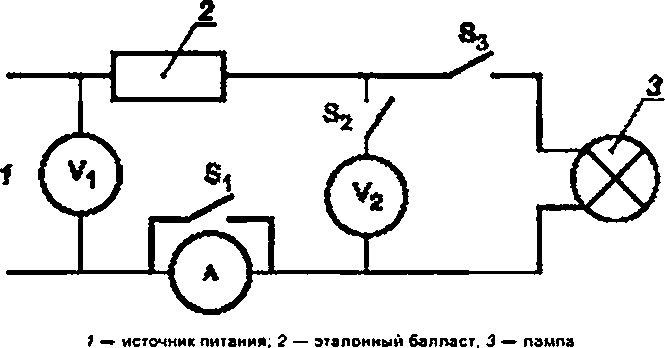 2
S3
3
S2
1
V1
S1
V2
A
1 — источник питания; 2 — эталонный балласт, 3 — лампа